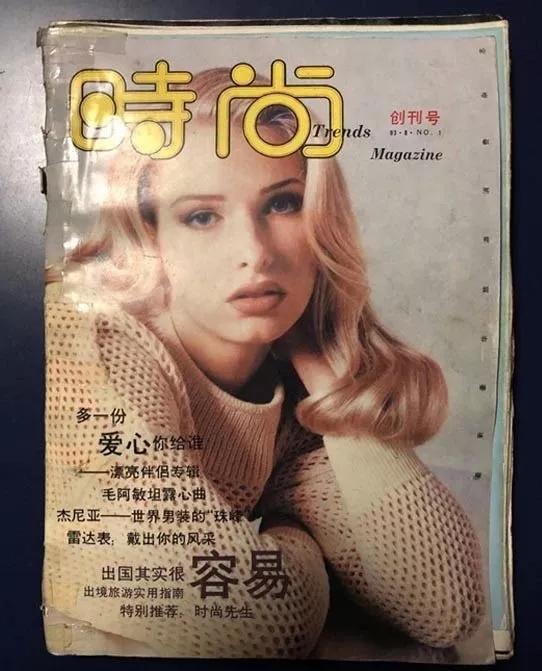 時尚
创刊号
93·8·NO.1
Trends
Magazine
多一份
爱心你给谁
——漂亮伴侣专辑
毛阿敏坦露心曲
杰尼亚——世界男装的“珠峰”
雷达表：戴出你的风采
出国其实很容易
出境旅游实用指南
特别推荐：时尚先生